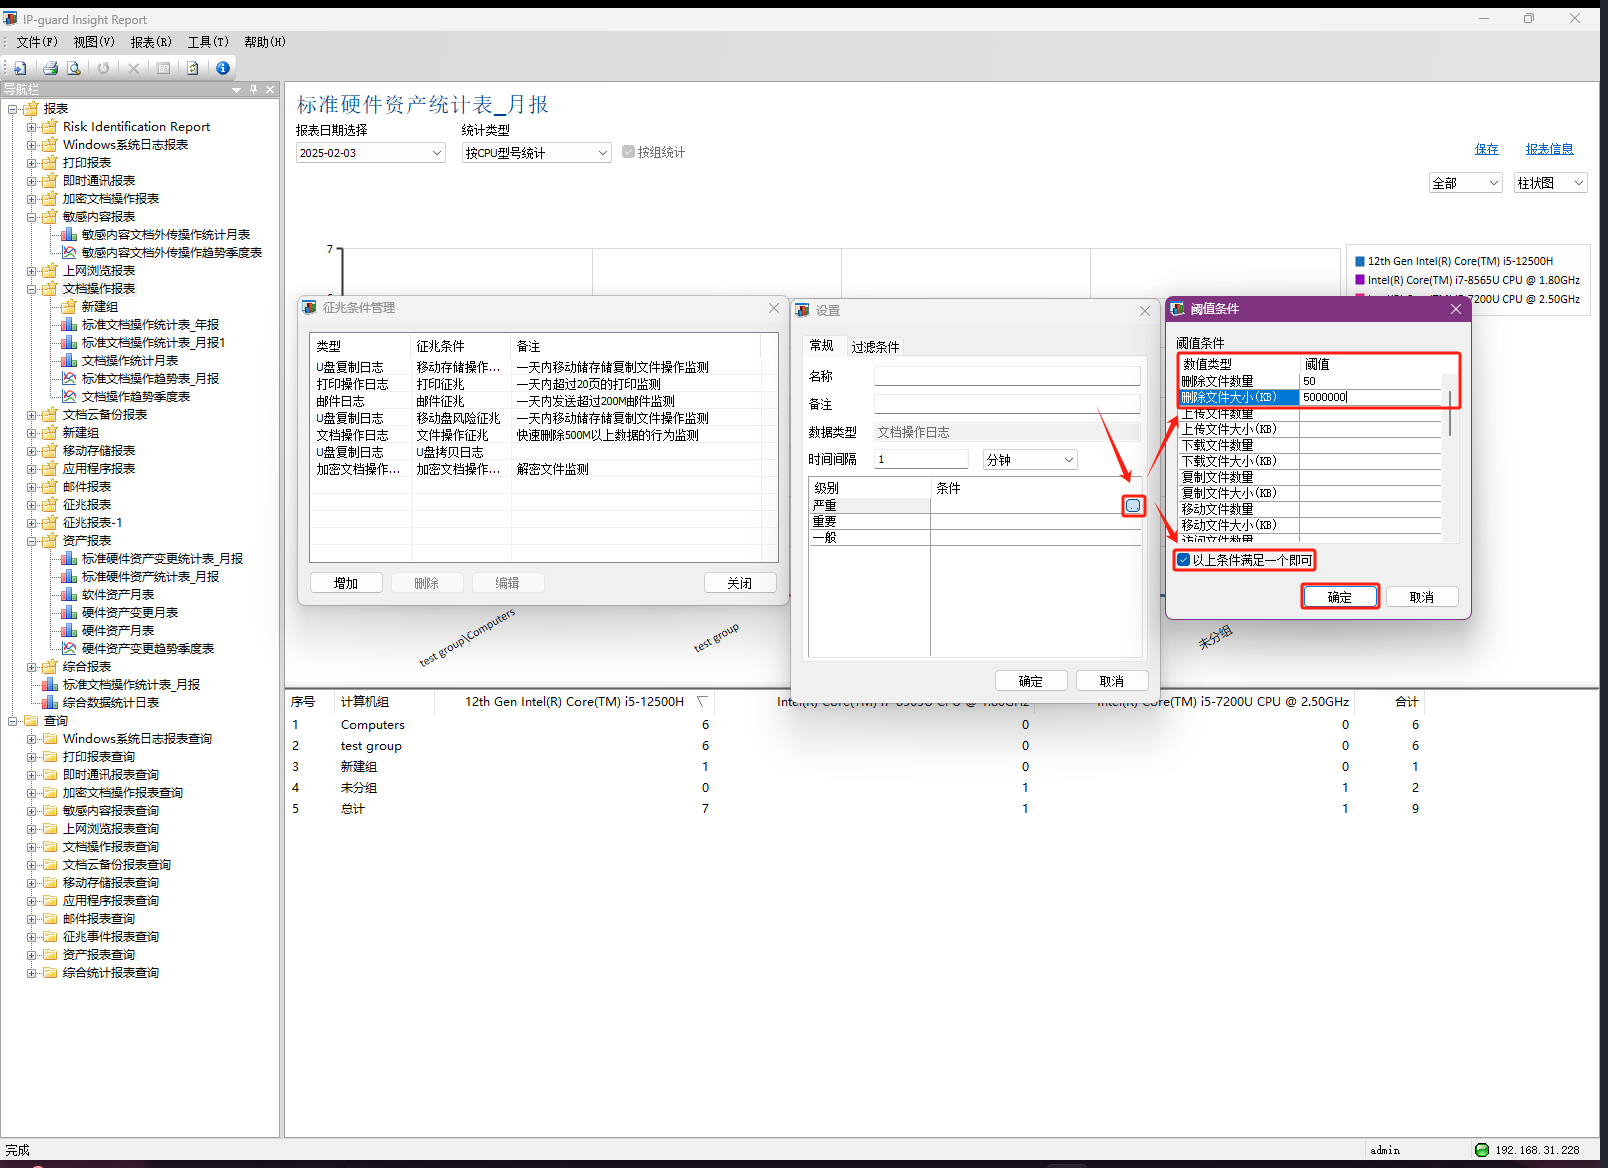 IP-guard Insight Report
文件(F) 视图(V) 报表(R) 工具(T) 帮助(H)
导航栏
报表
Risk Identification Report
Windows系统日志报表
打印报表
即时通讯报表
加密文档操作报表
敏感内容报表
敏感内容文档外传操作统计月表
敏感内容文档外传操作趋势季度表
上网浏览报表
文档操作报表
新建组
标准文档操作统计表_年报
标准文档操作统计表_月报1
文档操作统计月表
标准文档操作趋势表_月报
文档操作趋势季度表
文档云备份报表
新建组
移动存储报表
应用程序报表
邮件报表
征兆报表
征兆报表-1
资产报表
标准硬件资产变更统计表_月报
标准硬件资产统计表_月报
软件资产月表
硬件资产变更月表
硬件资产月表
硬件资产变更趋势季度表
综合报表
标准文档操作统计表_月报
综合数据统计日表
查询
Windows系统日志报表查询
打印报表查询
即时通讯报表查询
加密文档操作报表查询
敏感内容报表查询
上网浏览报表查询
文档操作报表查询
文档云备份报表查询
移动存储报表查询
应用程序报表查询
邮件报表查询
征兆事件报表查询
资产报表查询
综合统计报表查询
标准硬件资产统计表_月报
报表日期选择 统计类型
2025-02-03 按CPU型号统计 按组统计
保存 报表信息
全部 柱状图
7
12th Gen Intel(R) Core(TM) i5-12500H
Intel(R) Core(TM) i7-8565U CPU @ 1.80GHz
7200U CPU @ 2.50GHz
征兆条件管理
类型 征兆条件 备注
U盘复制日志 移动存储操作... 一天内移动储存储复制文件操作监测
打印操作日志 打印征兆 一天内超过20页的打印监测
邮件日志 邮件征兆 一天内发送超过200M邮件监测
U盘复制日志 移动盘风险征兆 一天内移动储存储复制文件操作监测
文档操作日志 文件操作征兆 快速删除500M以上数据的行为监测
U盘复制日志 U盘拷贝日志
加密文档操作... 加密文档操作... 解密文件监测
增加 删除 编辑 关闭
设置
常规 过滤条件
名称
备注
数据类型 文档操作日志
时间间隔 1 分钟
级别 条件
严重 ...
重要
一般
确定 取消
阈值条件
阈值条件
数值类型 阈值
删除文件数量 50
删除文件大小(KB) 5000000
上传文件数量
上传文件大小(KB)
下载文件数量
下载文件大小(KB)
复制文件数量
复制文件大小(KB)
移动文件数量
移动文件大小(KB)
访问文件数量
以上条件满足一个即可
确定 取消
test group\Computers test group 未分组
序号 计算机组 12th Gen Intel(R) Core(TM) i5-12500H Intel(R) Core(TM) i7-8565U CPU @ 1.80GHz Intel(R) Core(TM) i5-7200U CPU @ 2.50GHz 合计
1 Computers 6 0 0 6
2 test group 6 0 0 6
3 新建组 1 0 0 1
4 未分组 0 1 1 2
5 总计 7 1 1 9
完成 admin 192.168.31.228